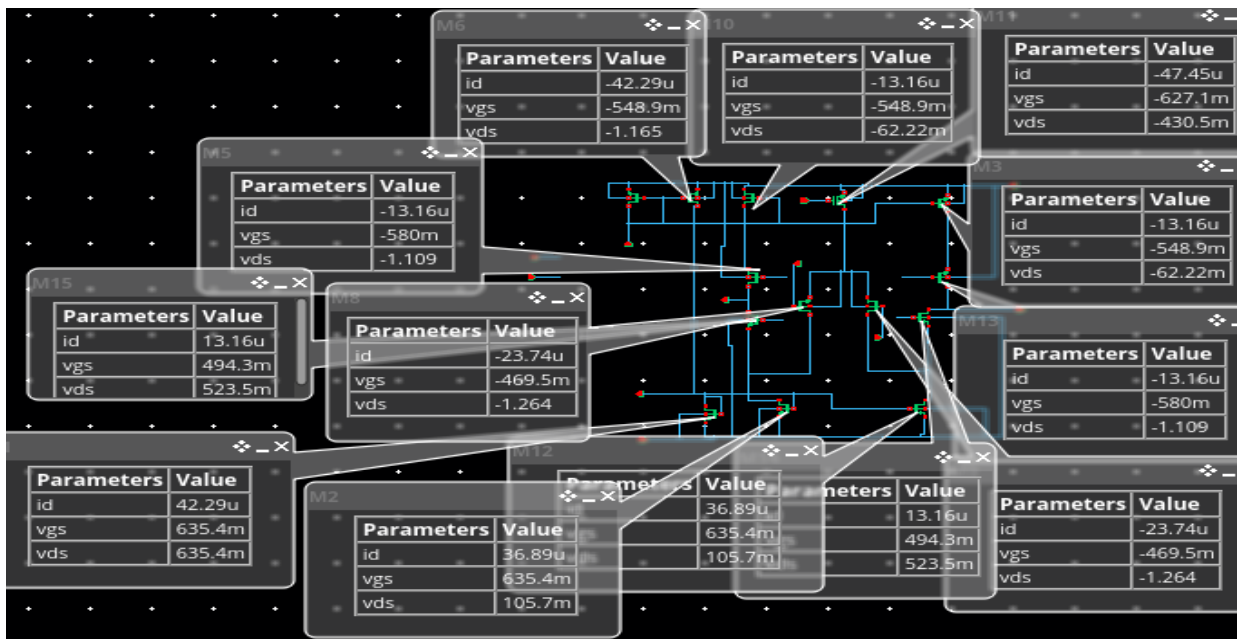 M6
Parameters Value
id -42.29u
vgs -548.9m
vds -1.165
10
Parameters Value
id -13.16u
vgs -548.9m
vds -62.22m
M11
Parameters Value
id -47.45u
vgs -627.1m
vds -430.5m
M5
Parameters Value
id -13.16u
vgs -580m
vds -1.109
M3
Parameters Value
id -13.16u
vgs -548.9m
vds -62.22m
M15
Parameters Value
id 13.16u
vgs 494.3m
vds 523.5m
M8
Parameters Value
id -23.74u
vgs -469.5m
vds -1.264
M13
Parameters Value
id -13.16u
vgs -580m
vds -1.109
Parameters Value
id 42.29u
vgs 635.4m
vds 635.4m
M2
Parameters Value
id 36.89u
vgs 635.4m
vds 105.7m
M12
Parameters Value
36.89u
635.4m
105.7m
Parameters Value
13.16u
494.3m
523.5m
Parameters Value
id -23.74u
vgs -469.5m
vds -1.264